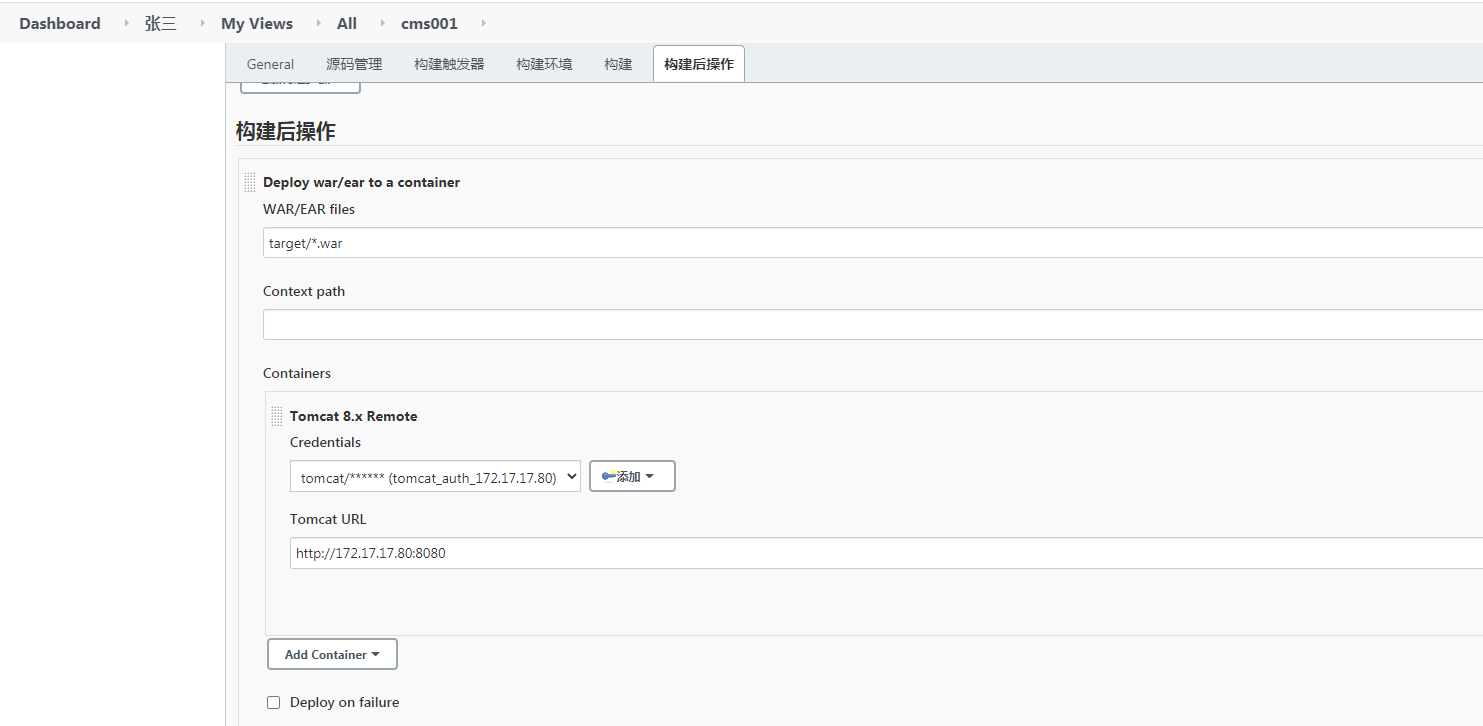 Dashboard 张三 My Views All cms001
General 源码管理 构建触发器 构建环境 构建 构建后操作
构建后操作
Deploy war/ear to a container
WAR/EAR files
target/*.war
Context path
Containers
Tomcat 8.x Remote
Credentials
tomcat/****** (tomcat_auth_172.17.17.80) 添加
Tomcat URL
http://172.17.17.80:8080
Add Container
Deploy on failure